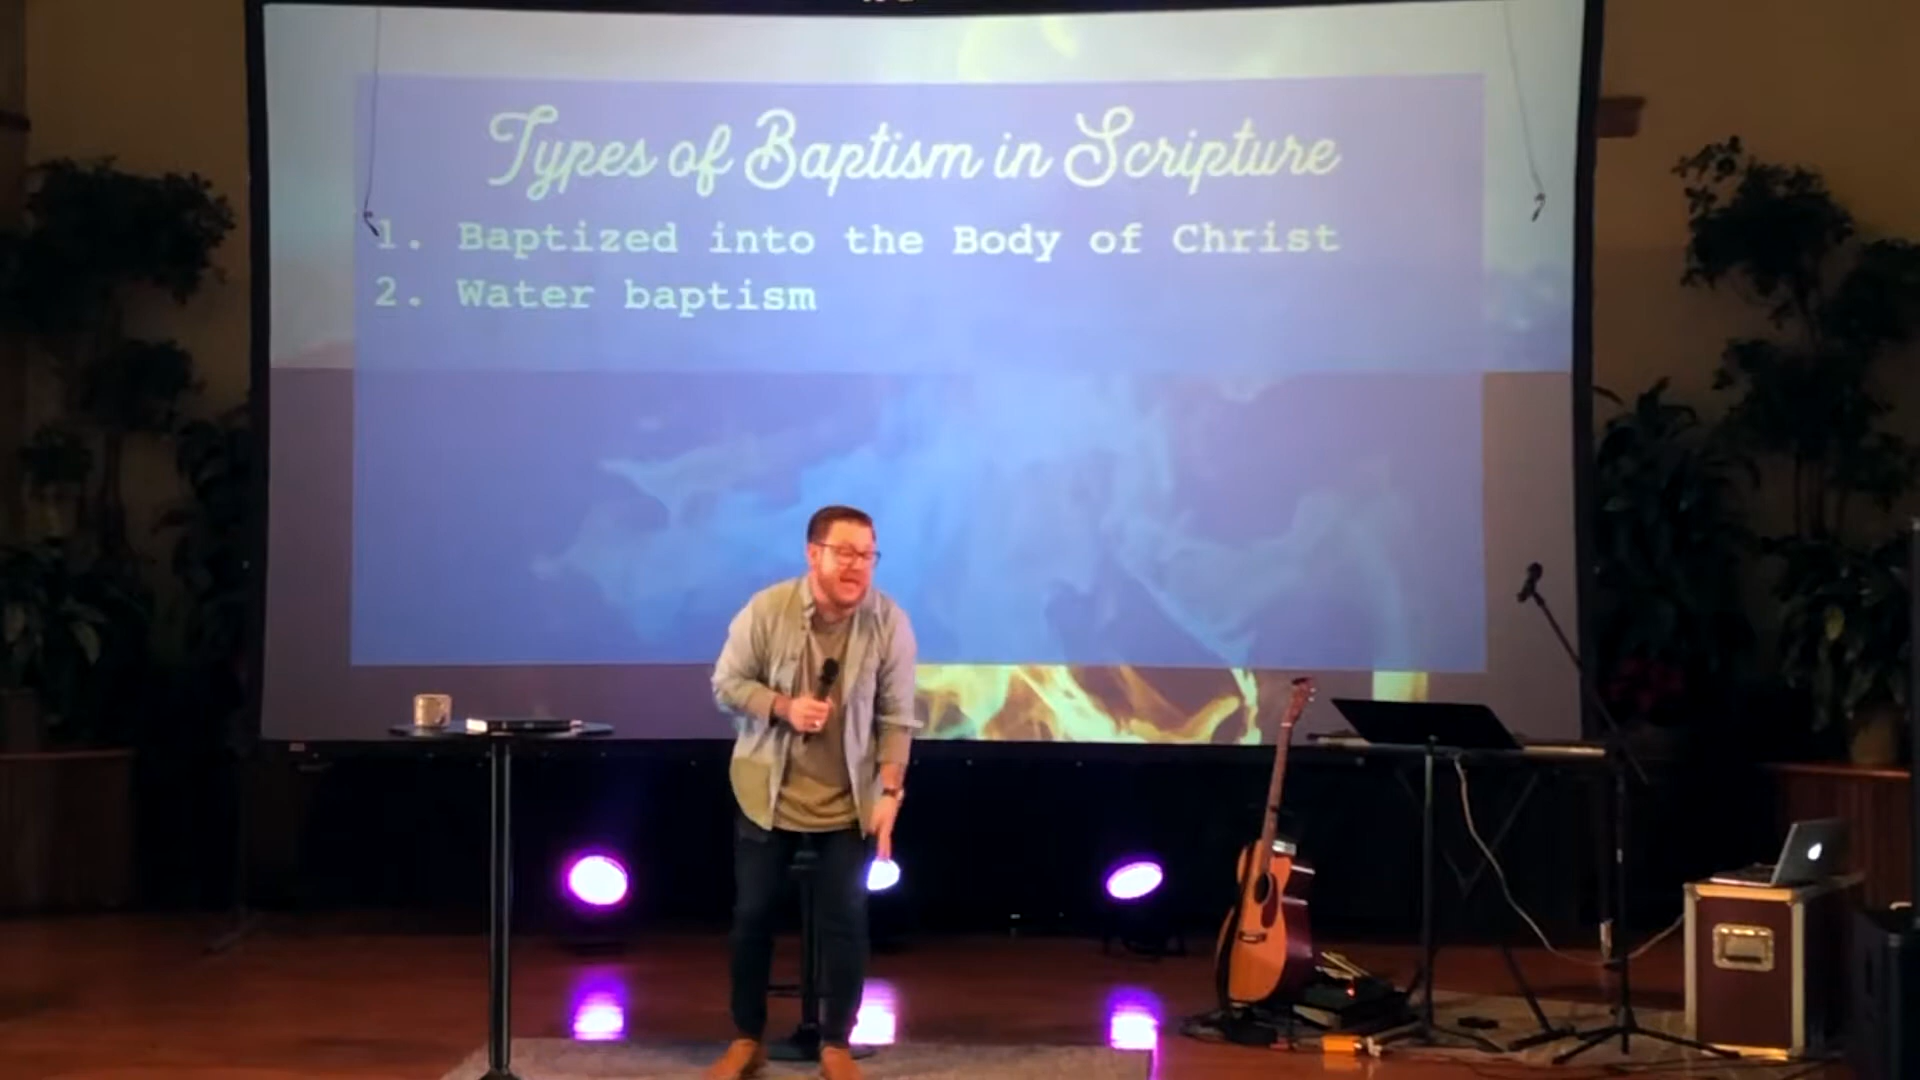 Types of Baptism in Scripture
1. Baptized into the Body of Christ
2. Water baptism